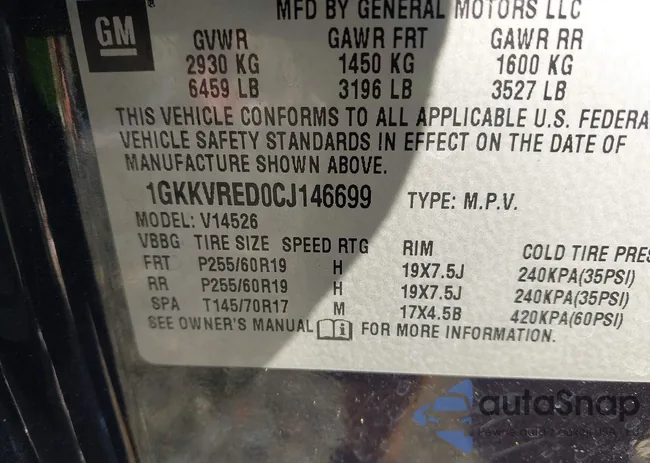 MFD BY GENERAL MOTORS LLC
GM
GVWR GAWR FRT GAWR RR
2930 KG 1450 KG 1600 KG
6459 LB 3196 LB 3527 LB
THIS VEHICLE CONFORMS TO ALL APPLICABLE U.S. FEDERA
VEHICLE SAFETY STANDARDS IN EFFECT ON THE DATE OF
MANUFACTURE SHOWN ABOVE.
1GKKVRED0CJ146699 TYPE: M.P.V.
MODEL: V14526
VBBG TIRE SIZE SPEED RTG RIM COLD TIRE PRES
FRT P255/60R19 H 19X7.5J 240KPA(35PSI)
RR P255/60R19 H 19X7.5J 240KPA(35PSI)
SPA T145/70R17 M 17X4.5B 420KPA(60PSI)
SEE OWNER'S MANUAL FOR MORE INFORMATION.
autoSnap